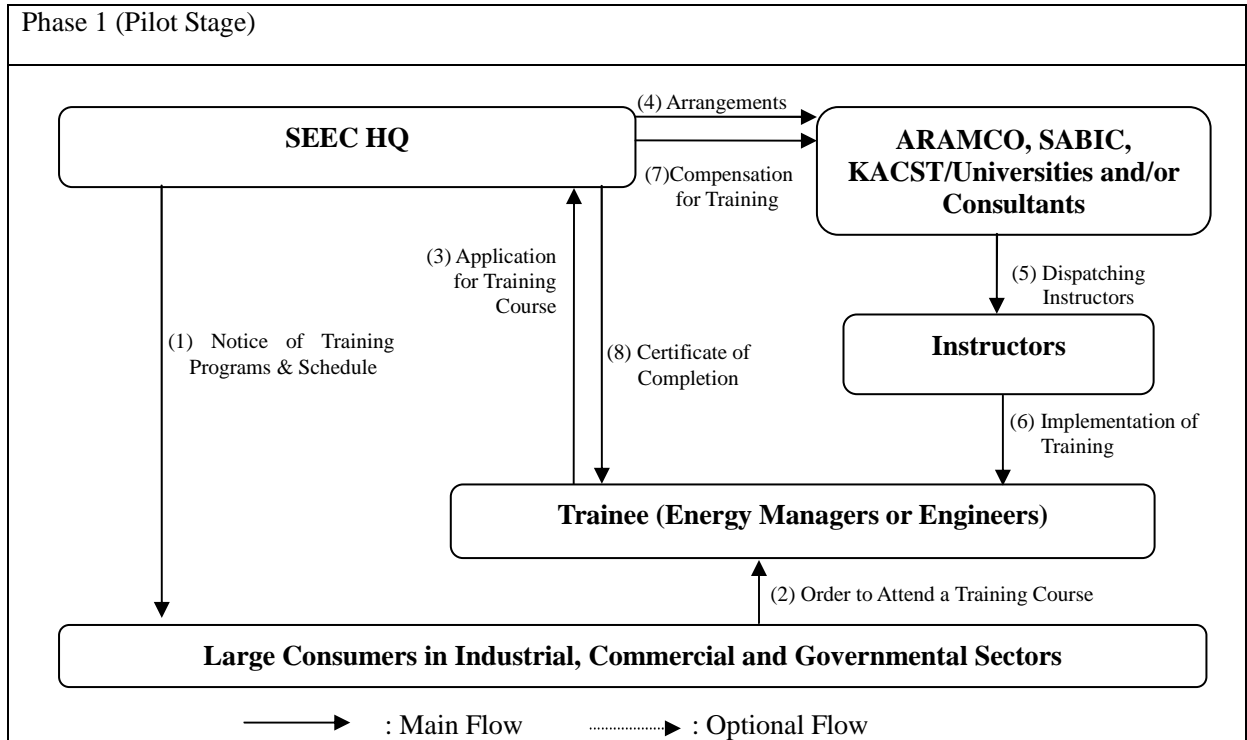 Phase 1 (Pilot Stage)
(4) Arrangements
SEEC HQ
ARAMCO, SABIC,
KACST/Universities and/or
Consultants
(7)Compensation
for Training
(3) Application
for Training
Course
(5) Dispatching
Instructors
(1) Notice of Training
Programs & Schedule
(8) Certificate of
Completion
Instructors
(6) Implementation of
Training
Trainee (Energy Managers or Engineers)
(2) Order to Attend a Training Course
Large Consumers in Industrial, Commercial and Governmental Sectors
: Main Flow : Optional Flow